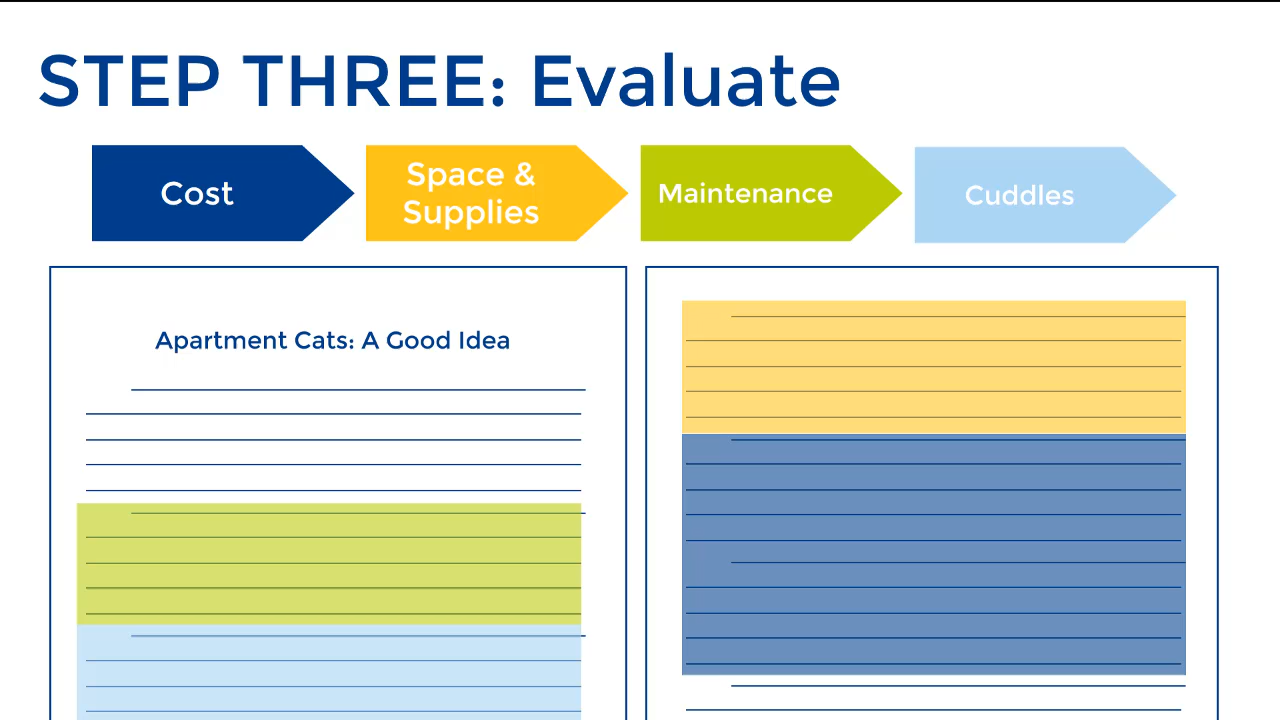 STEP THREE: Evaluate
Cost
Space &
Supplies
Maintenance
Cuddles
Apartment Cats: A Good Idea